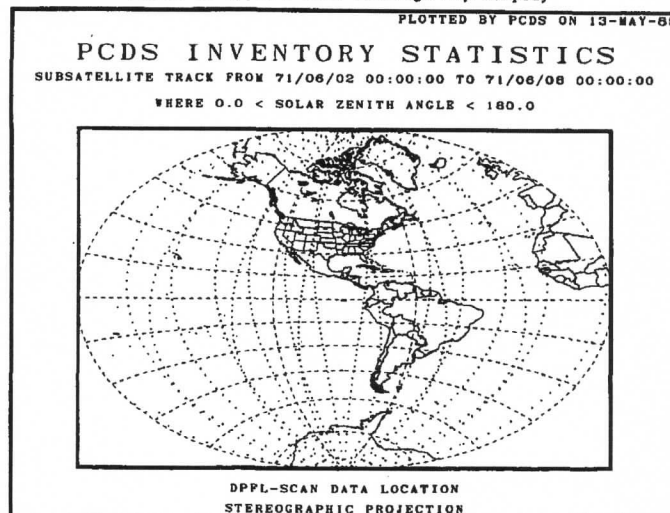 PLOTTED BY PCDS ON 13-MAY-8
PCDS INVENTORY STATISTICS
SUBSATELLITE TRACK FROM 71/06/02 00:00:00 TO 71/06/06 00:00:00
WHERE 0.0 < SOLAR ZENITH ANGLE < 180.0
DPFL-SCAN DATA LOCATION
STEREOGRAPHIC PROJECTION